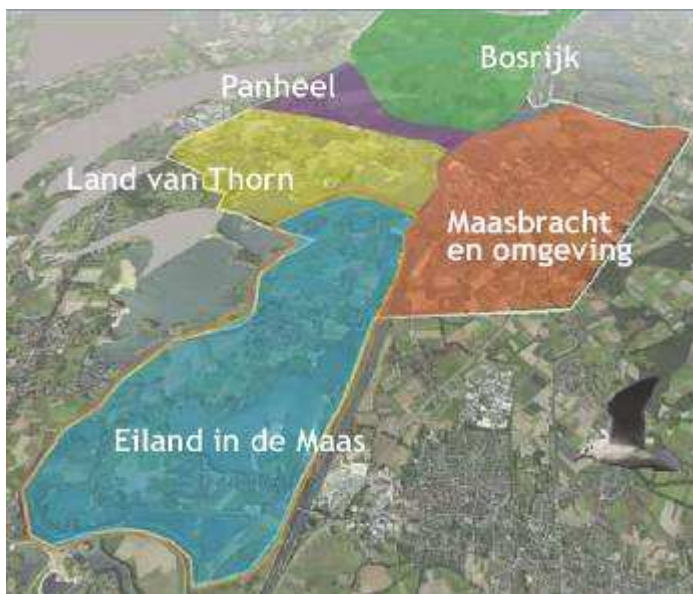 Bosrijk
Panheel
Land van Thorn
Maasbracht
en omgeving
Eiland in de Maas